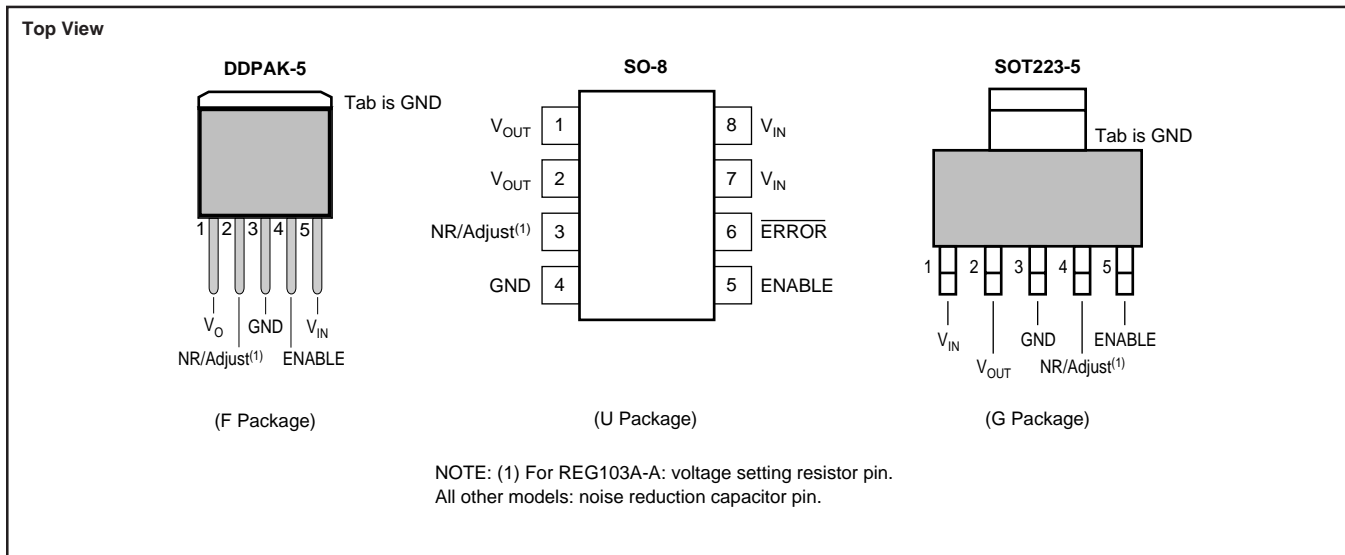 Top View
DDPAK-5
Tab is GND
1 2 3 4 5
V_O GND V_IN
NR/Adjust(1) ENABLE
(F Package)
SO-8
V_OUT 1 8 V_IN
V_OUT 2 7 V_IN
NR/Adjust(1) 3 6 ERROR
GND 4 5 ENABLE
(U Package)
SOT223-5
Tab is GND
1 2 3 4 5
V_IN GND ENABLE
V_OUT NR/Adjust(1)
(G Package)
NOTE: (1) For REG103A-A: voltage setting resistor pin.
All other models: noise reduction capacitor pin.